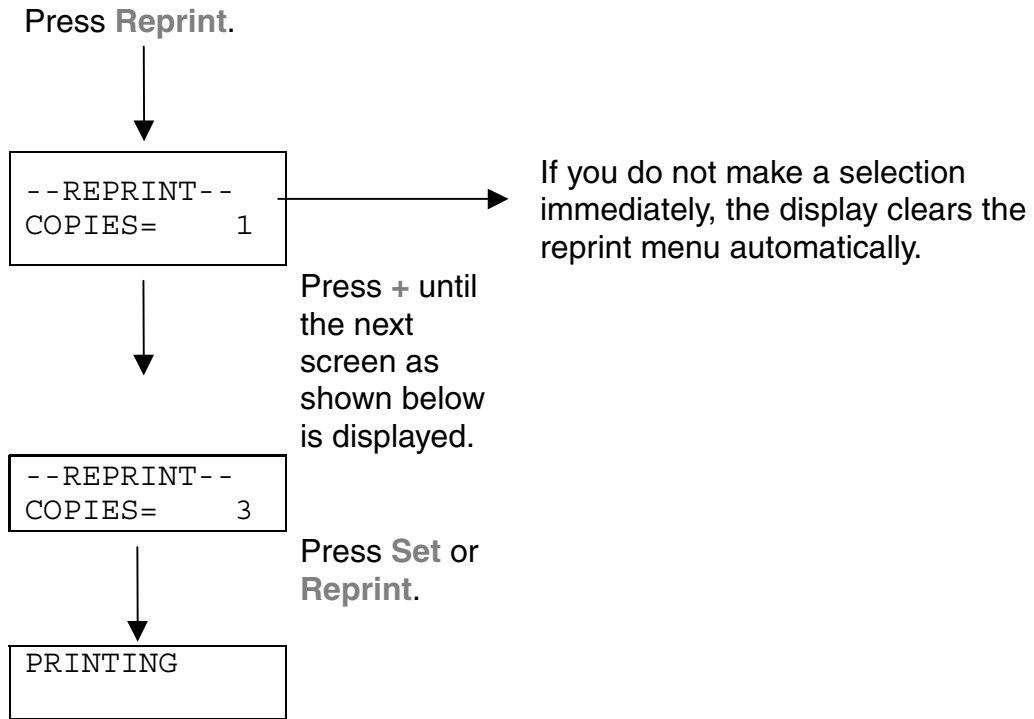 Press Reprint.
--REPRINT--
COPIES= 1
If you do not make a selection
immediately, the display clears the
reprint menu automatically.
Press + until
the next
screen as
shown below
is displayed.
--REPRINT--
COPIES= 3
Press Set or
Reprint.
PRINTING